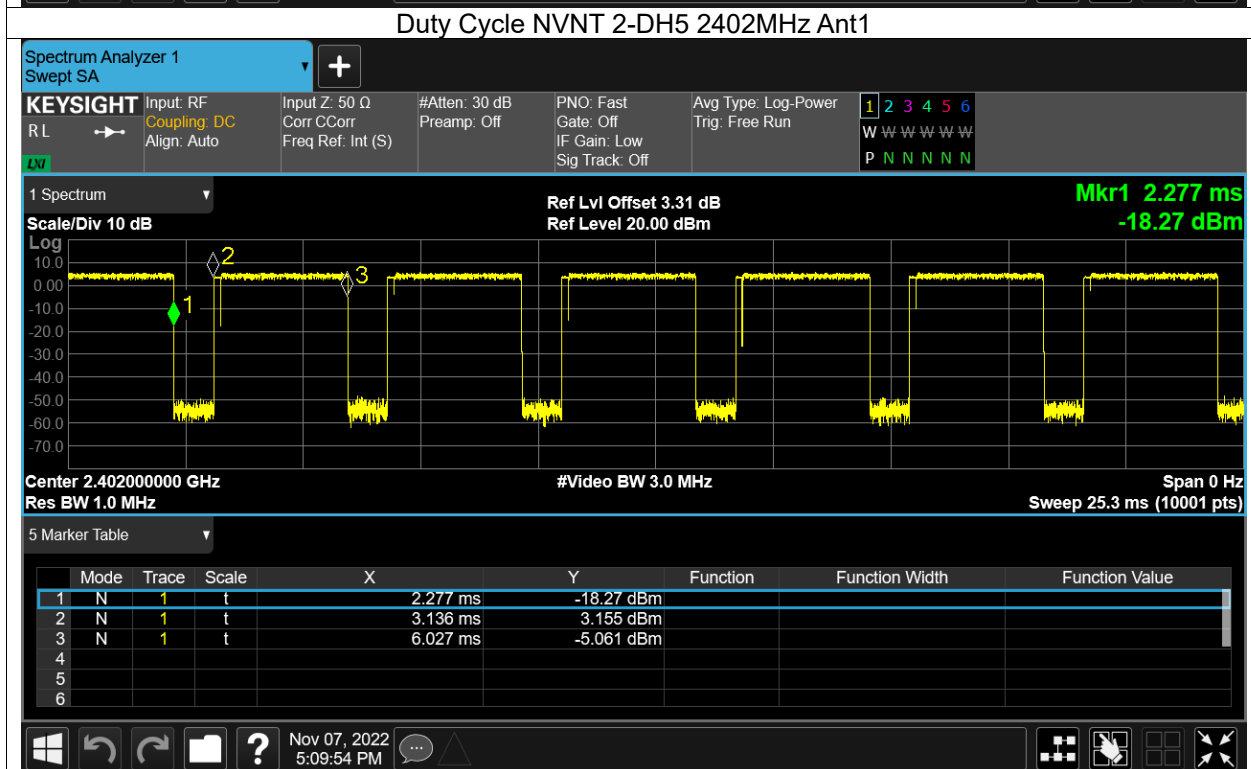 Duty Cycle NVNT 2-DH5 2402MHz Ant1
Spectrum Analyzer 1
Swept SA
+
KEYSIGHT Input: RF Input Z: 50 Ω #Atten: 30 dB PNO: Fast Avg Type: Log-Power 1 2 3 4 5 6
R L Coupling: DC Corr CCorr Preamp: Off Gate: Off Trig: Free Run W W W W W W
Align: Auto Freq Ref: Int (S) IF Gain: Low
LXI Sig Track: Off P N N N N N
1 Spectrum Ref Lvl Offset 3.31 dB Mkr1 2.277 ms
Scale/Div 10 dB Ref Level 20.00 dBm -18.27 dBm
Log
10.0
0.00
-10.0
-20.0
-30.0
-40.0
-50.0
-60.0
-70.0
1
2
3
Center 2.402000000 GHz #Video BW 3.0 MHz Span 0 Hz
Res BW 1.0 MHz Sweep 25.3 ms (10001 pts)
5 Marker Table
Mode Trace Scale X Y Function Function Width Function Value
1 N 1 t 2.277 ms -18.27 dBm
2 N 1 t 3.136 ms 3.155 dBm
3 N 1 t 6.027 ms -5.061 dBm
4
5
6
? Nov 07, 2022
5:09:54 PM